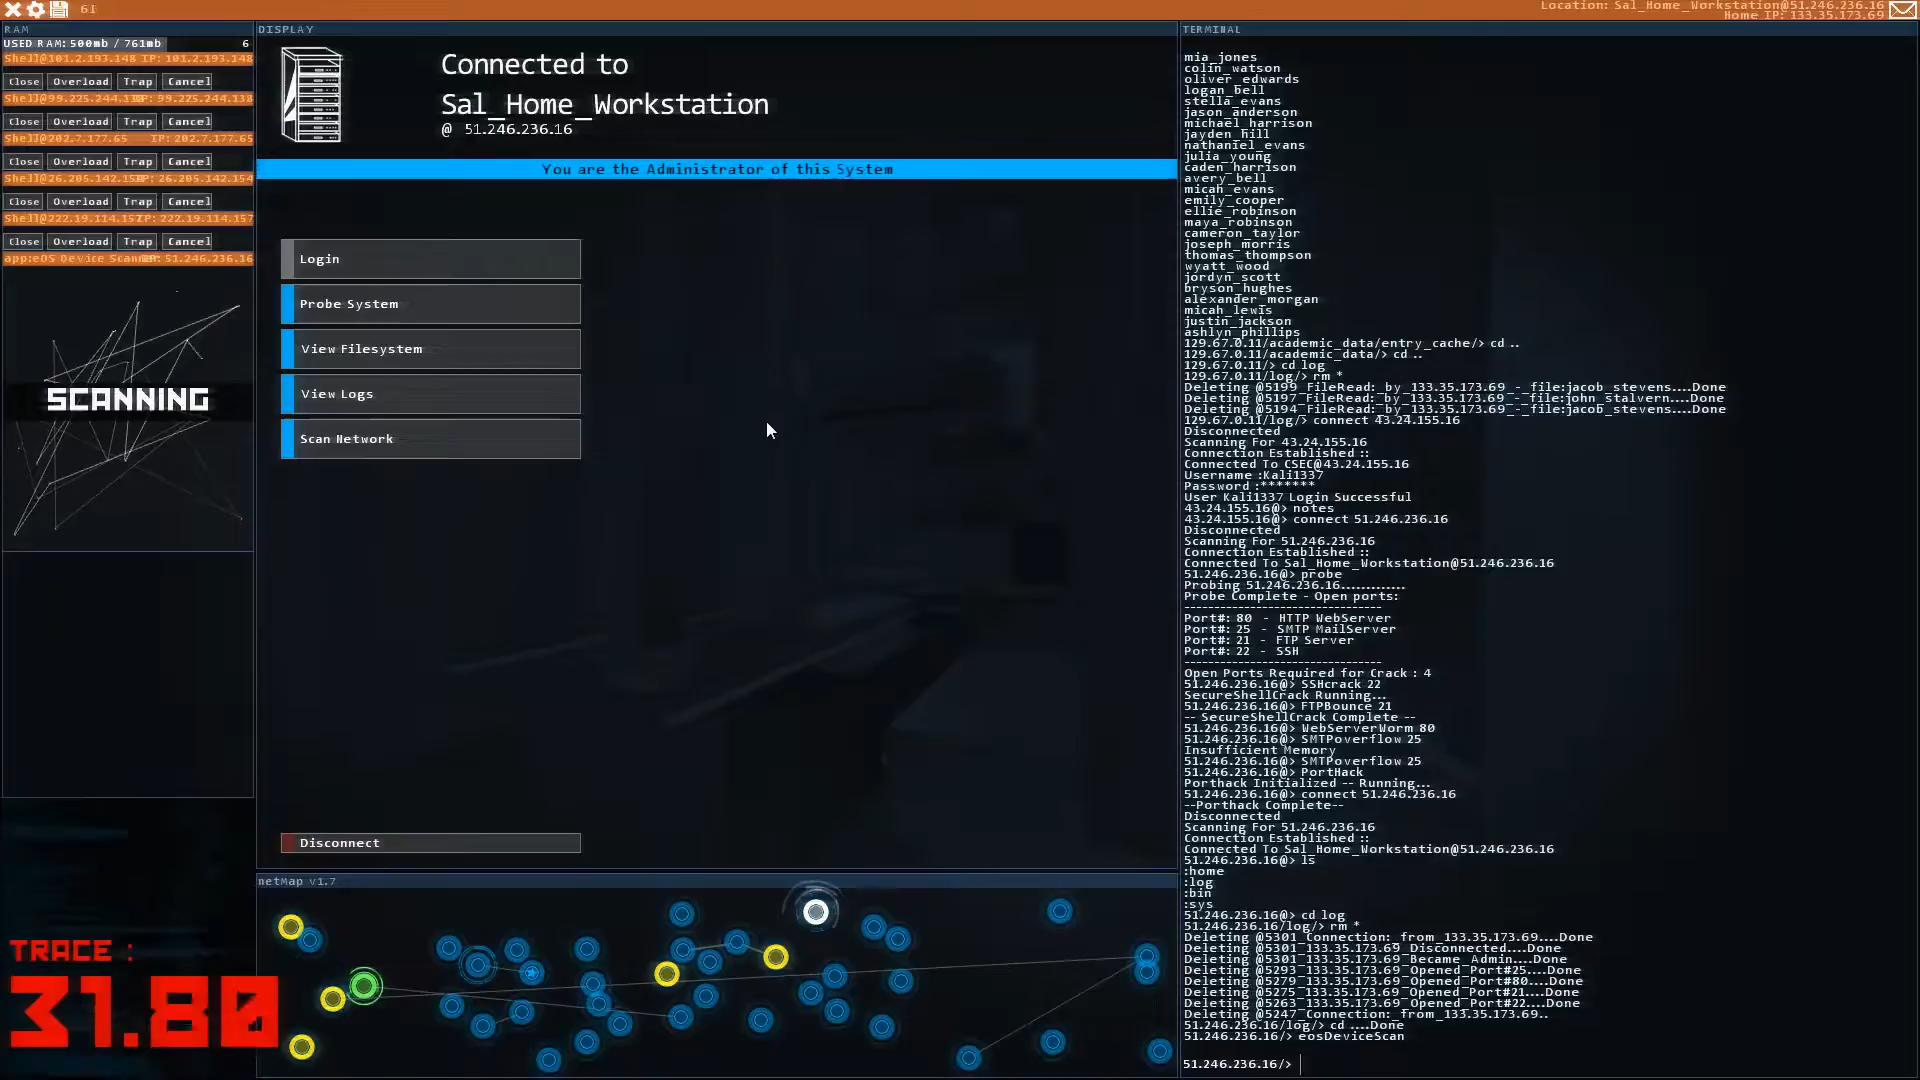 61
Location: Sal_Home_Workstation@51.246.236.16
Home IP: 133.35.173.69
RAM
USED RAM: 500mb / 761mb 6
Shell@101.2.193.148 IP: 101.2.193.148
Close Overload Trap Cancel
Shell@99.225.244.138 IP: 99.225.244.138
Close Overload Trap Cancel
Shell@202.7.177.65 IP: 202.7.177.65
Close Overload Trap Cancel
Shell@26.205.142.154 IP: 26.205.142.154
Close Overload Trap Cancel
Shell@222.19.114.157 IP: 222.19.114.157
Close Overload Trap Cancel
app:eOS Device Scanner IP: 51.246.236.16
SCANNING
TRACE :
31.80
DISPLAY
Connected to
Sal_Home_Workstation
@ 51.246.236.16
You are the Administrator of this System
Login
Probe System
View Filesystem
View Logs
Scan Network
Disconnect
netMap v1.7
TERMINAL
mia_jones
colin_watson
oliver_edwards
logan_bell
stella_evans
jason_anderson
michael_harrison
jayden_hill
nathaniel_evans
julia_young
caden_harrison
avery_bell
micah_evans
emily_cooper
ellie_robinson
maya_robinson
cameron_taylor
joseph_morris
thomas_thompson
wyatt_wood
jordyn_scott
bryson_hughes
alexander_morgan
micah_lewis
justin_jackson
ashlyn_phillips
129.67.0.11/academic_data/entry_cache/> cd ..
129.67.0.11/academic_data/> cd ..
129.67.0.11/> cd log
129.67.0.11/log/> rm *
Deleting @5199_FileRead:_by_133.35.173.69_-_file:jacob_stevens....Done
Deleting @5197_FileRead:_by_133.35.173.69_-_file:john_stalvern....Done
Deleting @5194_FileRead:_by_133.35.173.69_-_file:jacob_stevens....Done
129.67.0.11/log/> connect 43.24.155.16
Disconnected
Scanning For 43.24.155.16
Connection Established ::
Connected To CSEC@43.24.155.16
Username :Kali1337
Password :*******
User Kali1337 Login Successful
43.24.155.16@> notes
43.24.155.16@> connect 51.246.236.16
Disconnected
Scanning For 51.246.236.16
Connection Established ::
Connected To Sal_Home_Workstation@51.246.236.16
51.246.236.16@> probe
Probing 51.246.236.16.............
Probe Complete - Open ports:
---------------------------------
Port#: 80 - HTTP WebServer
Port#: 25 - SMTP MailServer
Port#: 21 - FTP Server
Port#: 22 - SSH
---------------------------------
Open Ports Required for Crack : 4
51.246.236.16@> SSHcrack 22
SecureShellCrack Running...
51.246.236.16@> FTPBounce 21
-- SecureShellCrack Complete --
51.246.236.16@> WebServerWorm 80
51.246.236.16@> SMTPoverflow 25
Insufficient Memory
51.246.236.16@> SMTPoverflow 25
51.246.236.16@> PortHack
Porthack Initialized -- Running...
51.246.236.16@> connect 51.246.236.16
--Porthack Complete--
Disconnected
Scanning For 51.246.236.16
Connection Established ::
Connected To Sal_Home_Workstation@51.246.236.16
51.246.236.16@> ls
:home
:log
:bin
:sys
51.246.236.16@> cd log
51.246.236.16/log/> rm *
Deleting @5301_Connection:_from_133.35.173.69....Done
Deleting @5301_133.35.173.69_Disconnected....Done
Deleting @5301_133.35.173.69_Became_Admin....Done
Deleting @5293_133.35.173.69_Opened_Port#25....Done
Deleting @5279_133.35.173.69_Opened_Port#80....Done
Deleting @5275_133.35.173.69_Opened_Port#21....Done
Deleting @5263_133.35.173.69_Opened_Port#22....Done
Deleting @5247_Connection:_from_133.35.173.69..
51.246.236.16/log/> cd ....Done
51.246.236.16/> eosDeviceScan
51.246.236.16/>